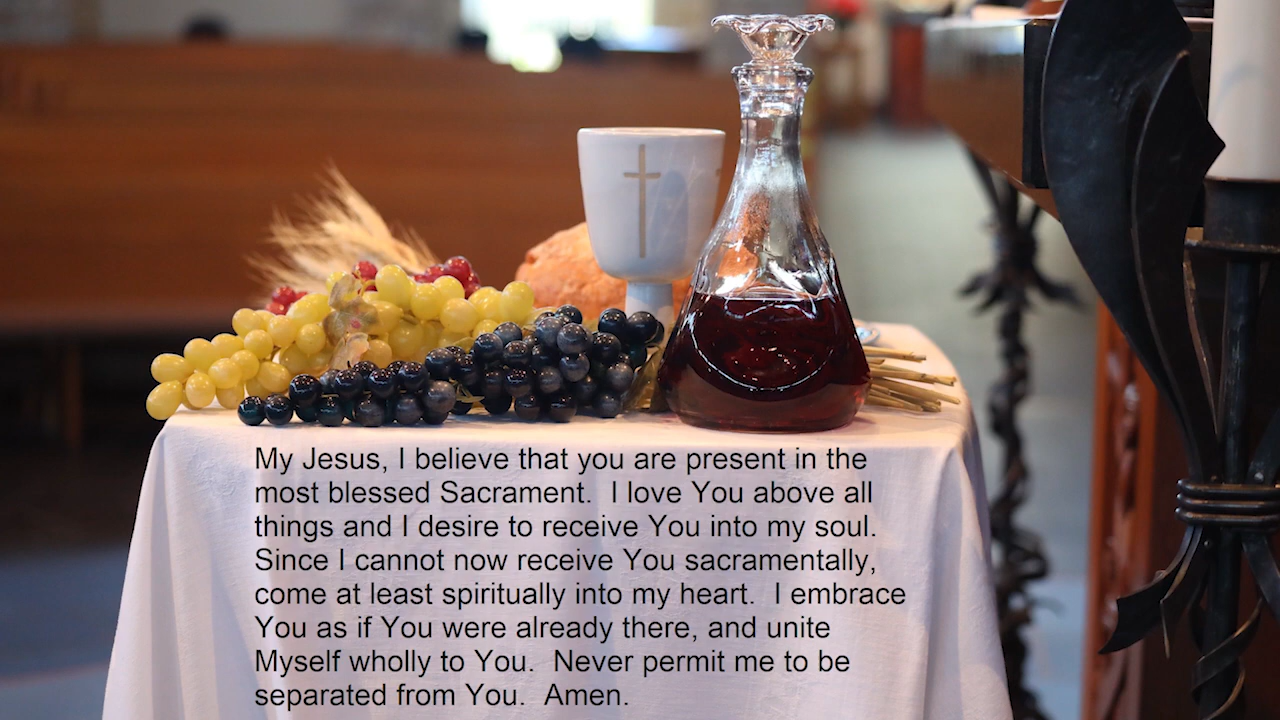 My Jesus, I believe that you are present in the
most blessed Sacrament.  I love You above all
things and I desire to receive You into my soul.
Since I cannot now receive You sacramentally,
come at least spiritually into my heart.  I embrace
You as if You were already there, and unite
Myself wholly to You.  Never permit me to be
separated from You.  Amen.